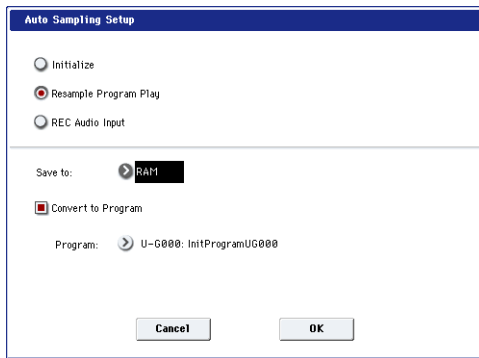 Auto Sampling Setup
Initialize
Resample Program Play
REC Audio Input
Save to: RAM
Convert to Program
Program: U-G000: InitProgramUG000
Cancel OK